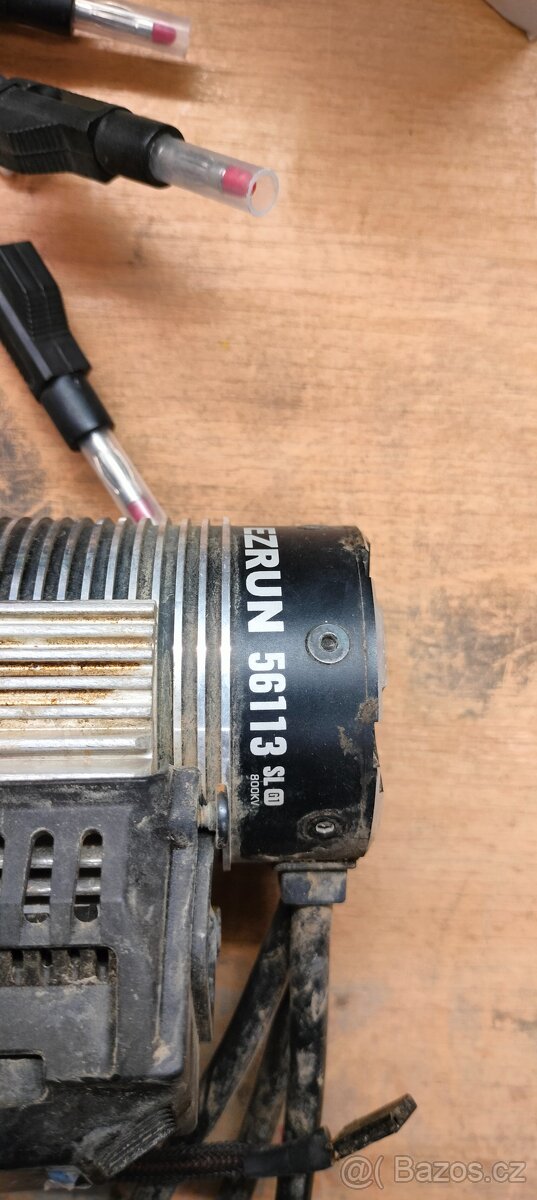 EZRUN 56113 SL G1
800KV
@( Bazos.cz